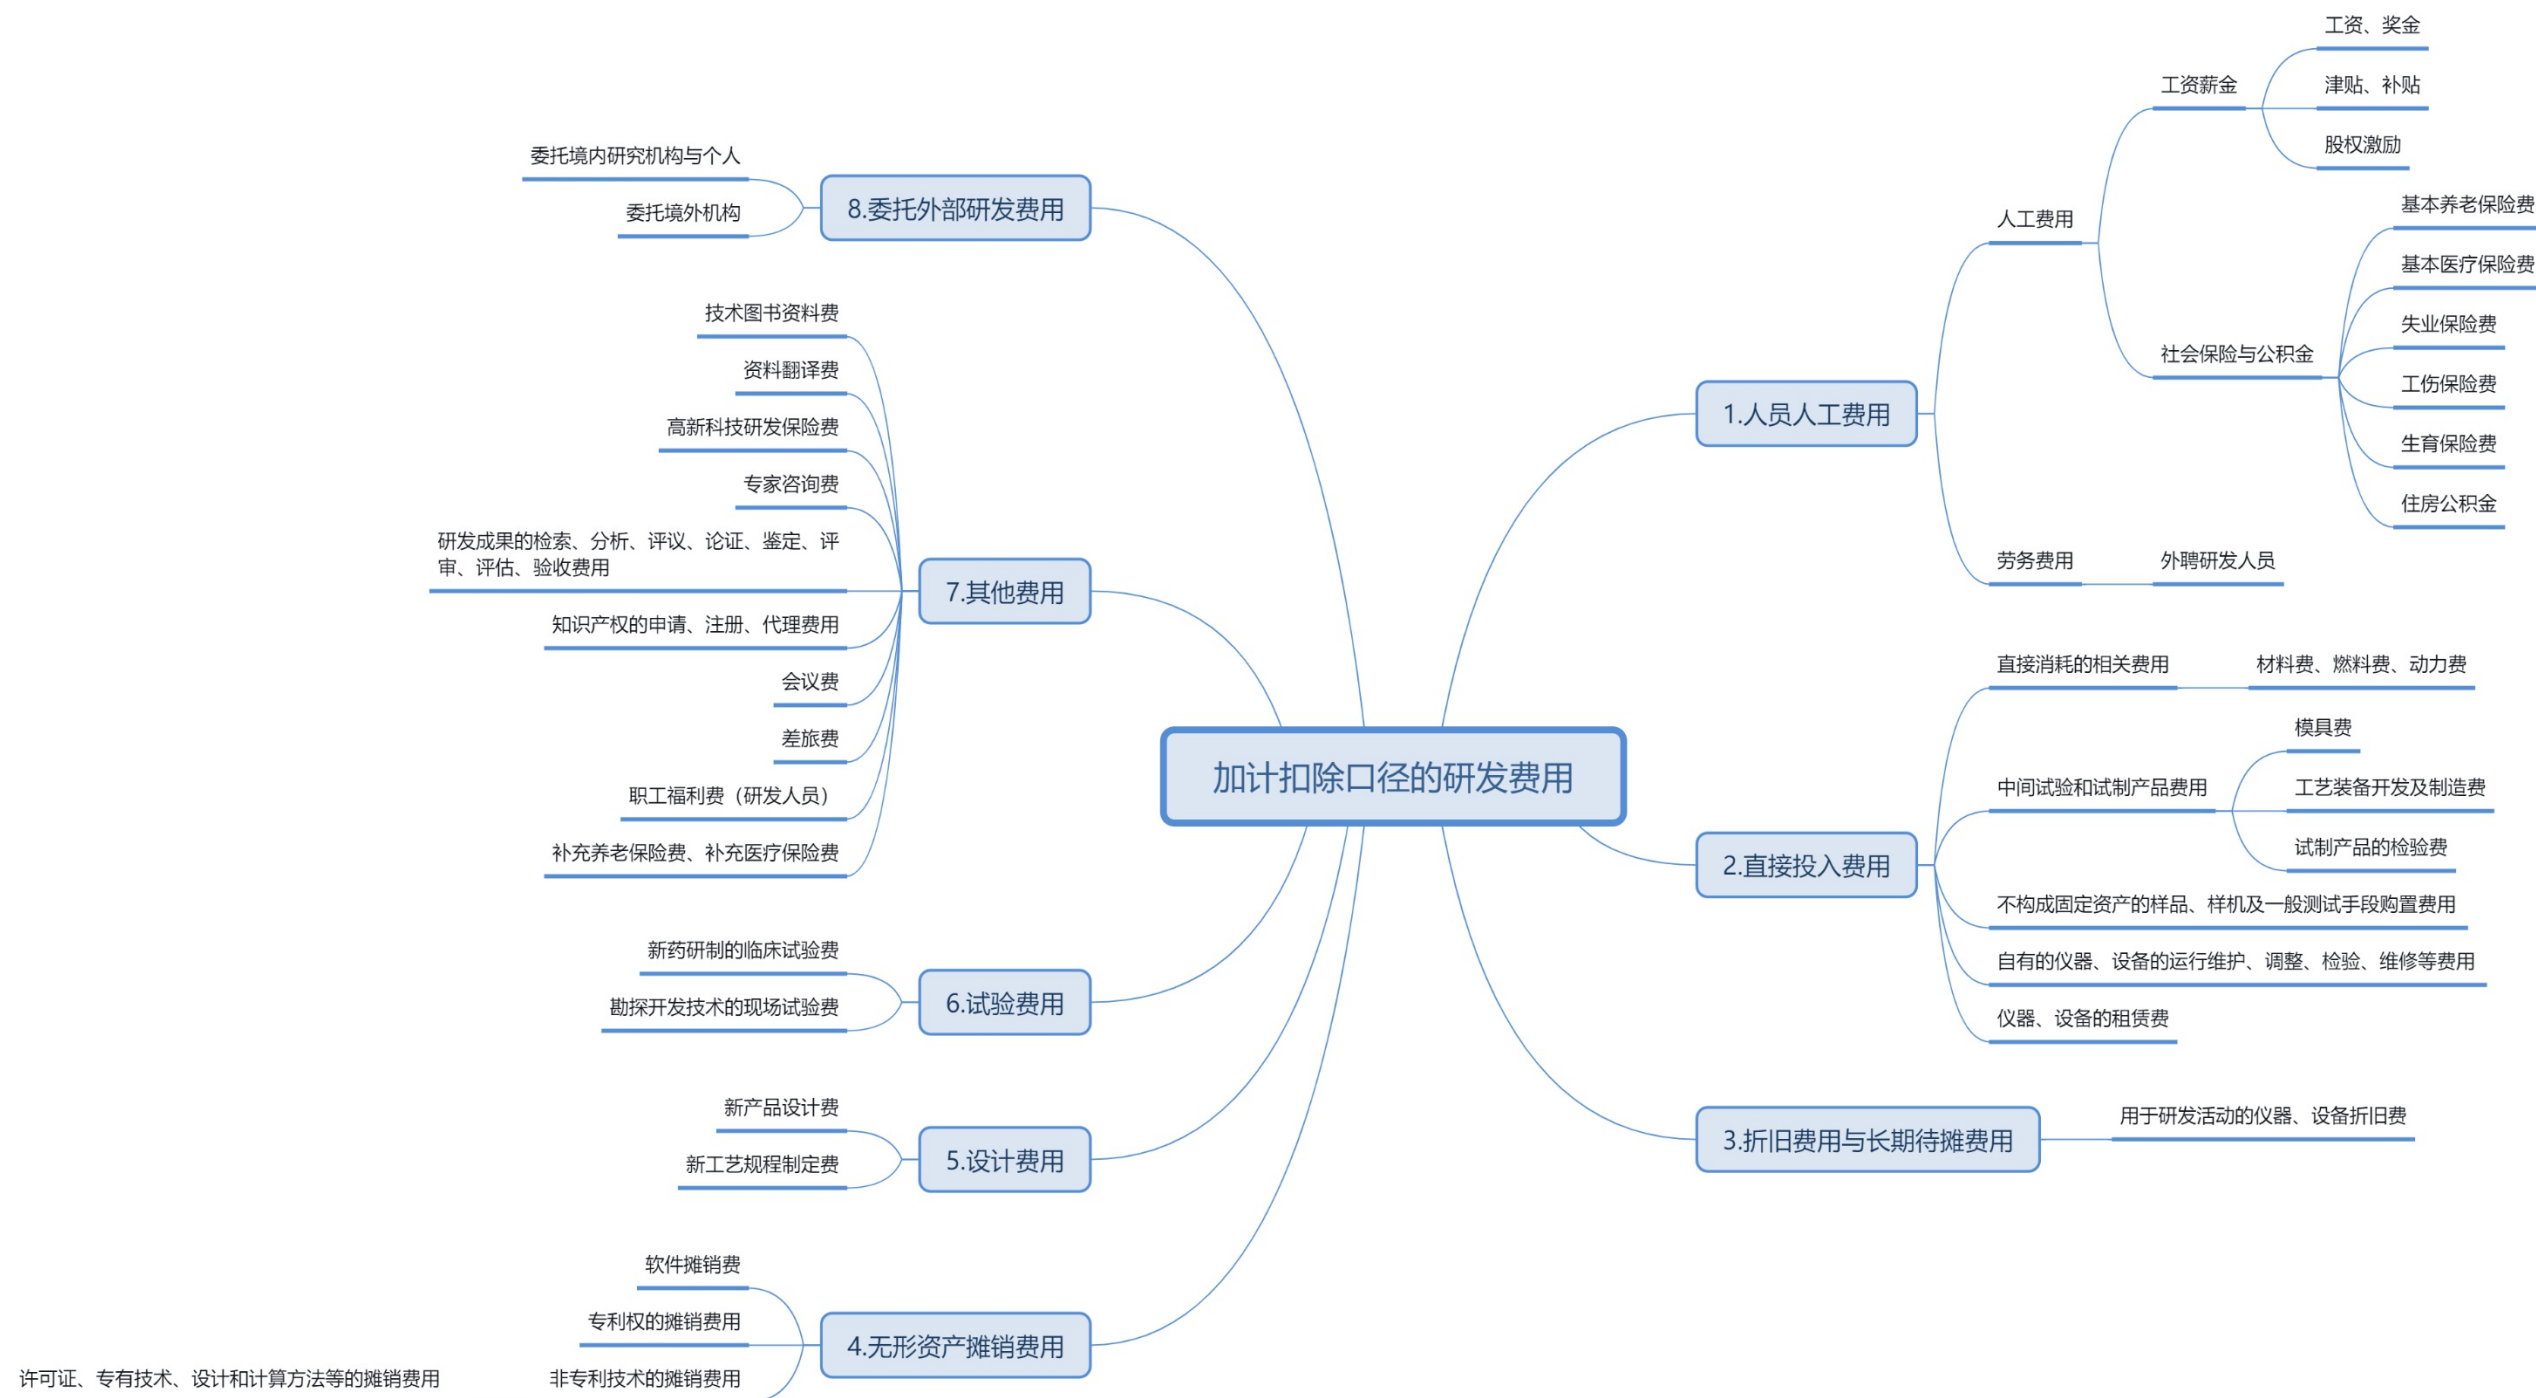 加计扣除口径的研发费用
1.人员人工费用
人工费用
工资薪金
工资、奖金
津贴、补贴
股权激励
社会保险与公积金
基本养老保险费
基本医疗保险费
失业保险费
工伤保险费
生育保险费
住房公积金
劳务费用
外聘研发人员
2.直接投入费用
直接消耗的相关费用
材料费、燃料费、动力费
中间试验和试制产品费用
模具费
工艺装备开发及制造费
试制产品的检验费
不构成固定资产的样品、样机及一般测试手段购置费用
自有的仪器、设备的运行维护、调整、检验、维修等费用
仪器、设备的租赁费
3.折旧费用与长期待摊费用
用于研发活动的仪器、设备折旧费
4.无形资产摊销费用
软件摊销费
专利权的摊销费用
非专利技术的摊销费用
许可证、专有技术、设计和计算方法等的摊销费用
5.设计费用
新产品设计费
新工艺规程制定费
6.试验费用
新药研制的临床试验费
勘探开发技术的现场试验费
7.其他费用
技术图书资料费
资料翻译费
高新科技研发保险费
专家咨询费
研发成果的检索、分析、评议、论证、鉴定、评
审、评估、验收费用
知识产权的申请、注册、代理费用
会议费
差旅费
职工福利费（研发人员）
补充养老保险费、补充医疗保险费
8.委托外部研发费用
委托境内研究机构与个人
委托境外机构